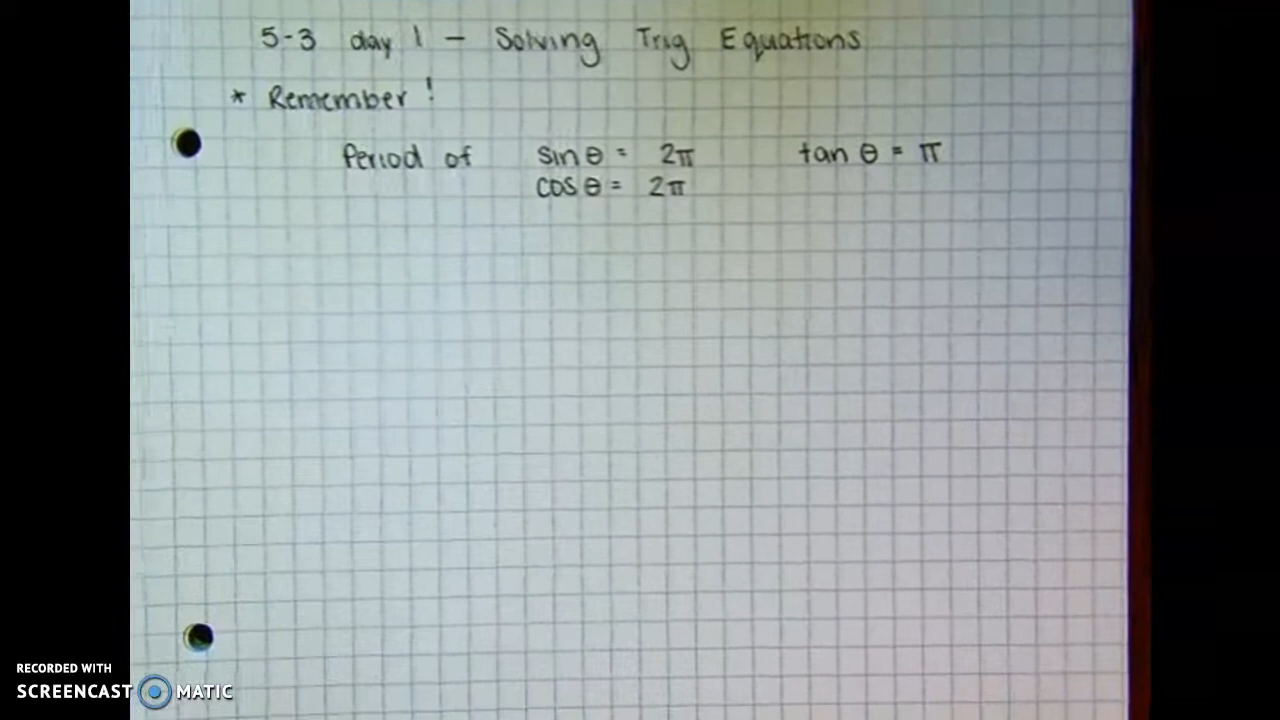 5-3 day 1 - Solving Trig Equations
* Remember!
Period of sin θ = 2π tan θ = π
cos θ = 2π
RECORDED WITH
SCREENCAST MATIC